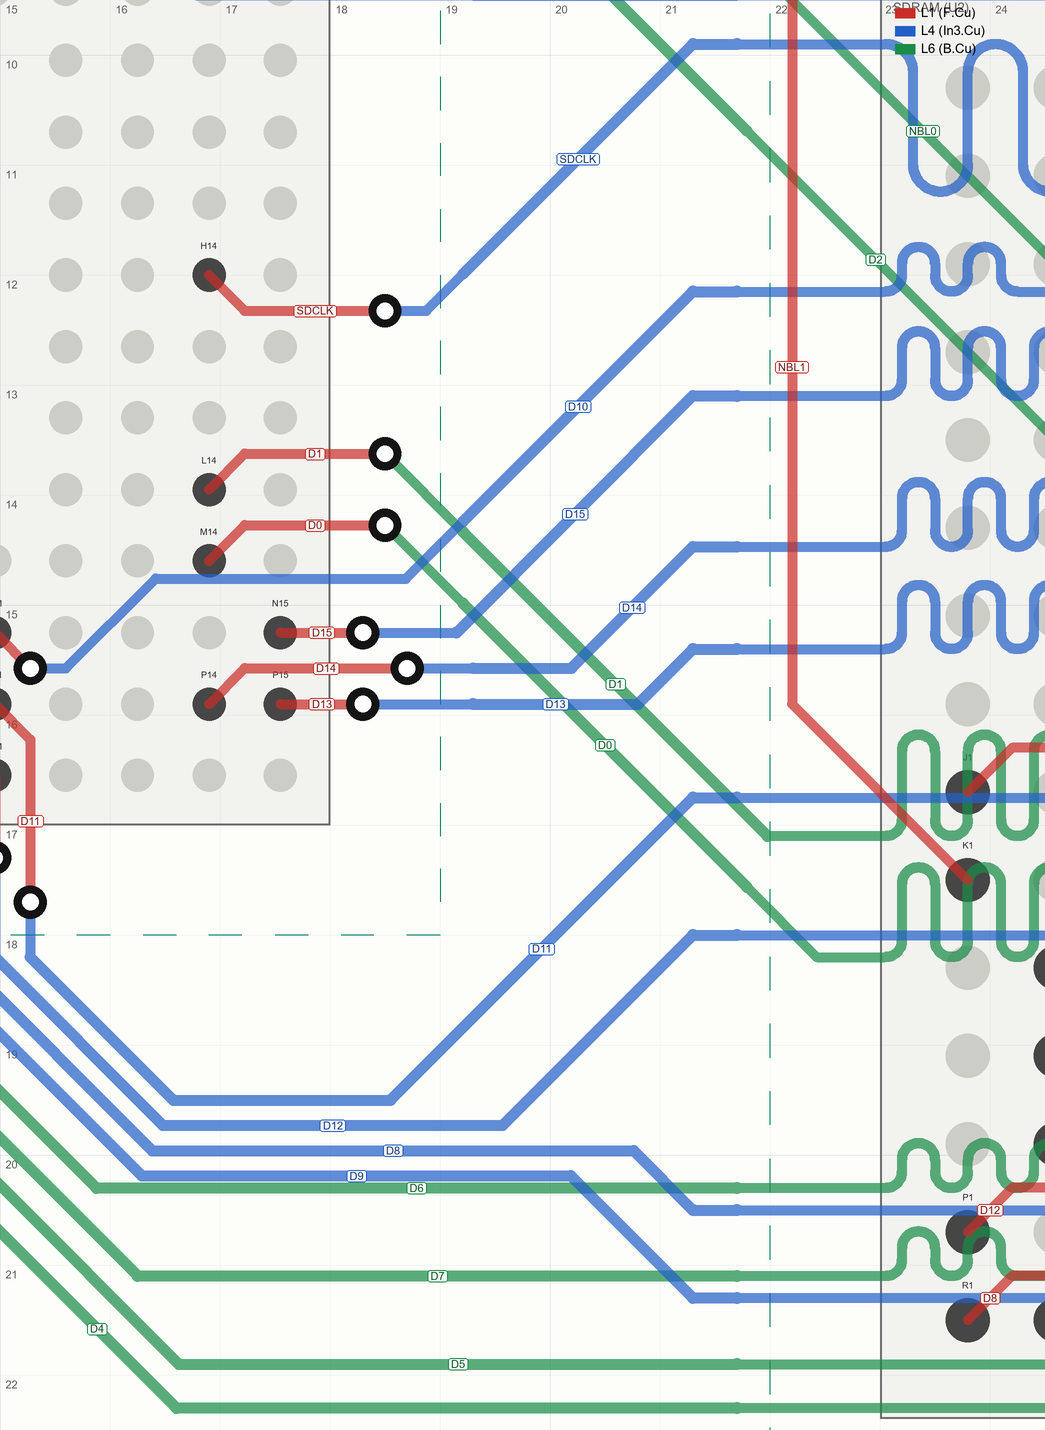 15 16 17 18 19 20 21 22 23 24
SDRAM (U2)
L1 (F.Cu)
L4 (In3.Cu)
L6 (B.Cu)
10
NBL0
SDCLK
11
H14
D2
12
SDCLK
NBL1
13
D10
L14
D1
14
D15
M14
D0
N15
D14
15
D15
D14
P14
P15
D1
D13
D13
16
D0
J1
D11
17
K1
18
D11
19
D12
D8
20
D9
D6
P1
D12
21
D7
R1
D8
D4
D5
22